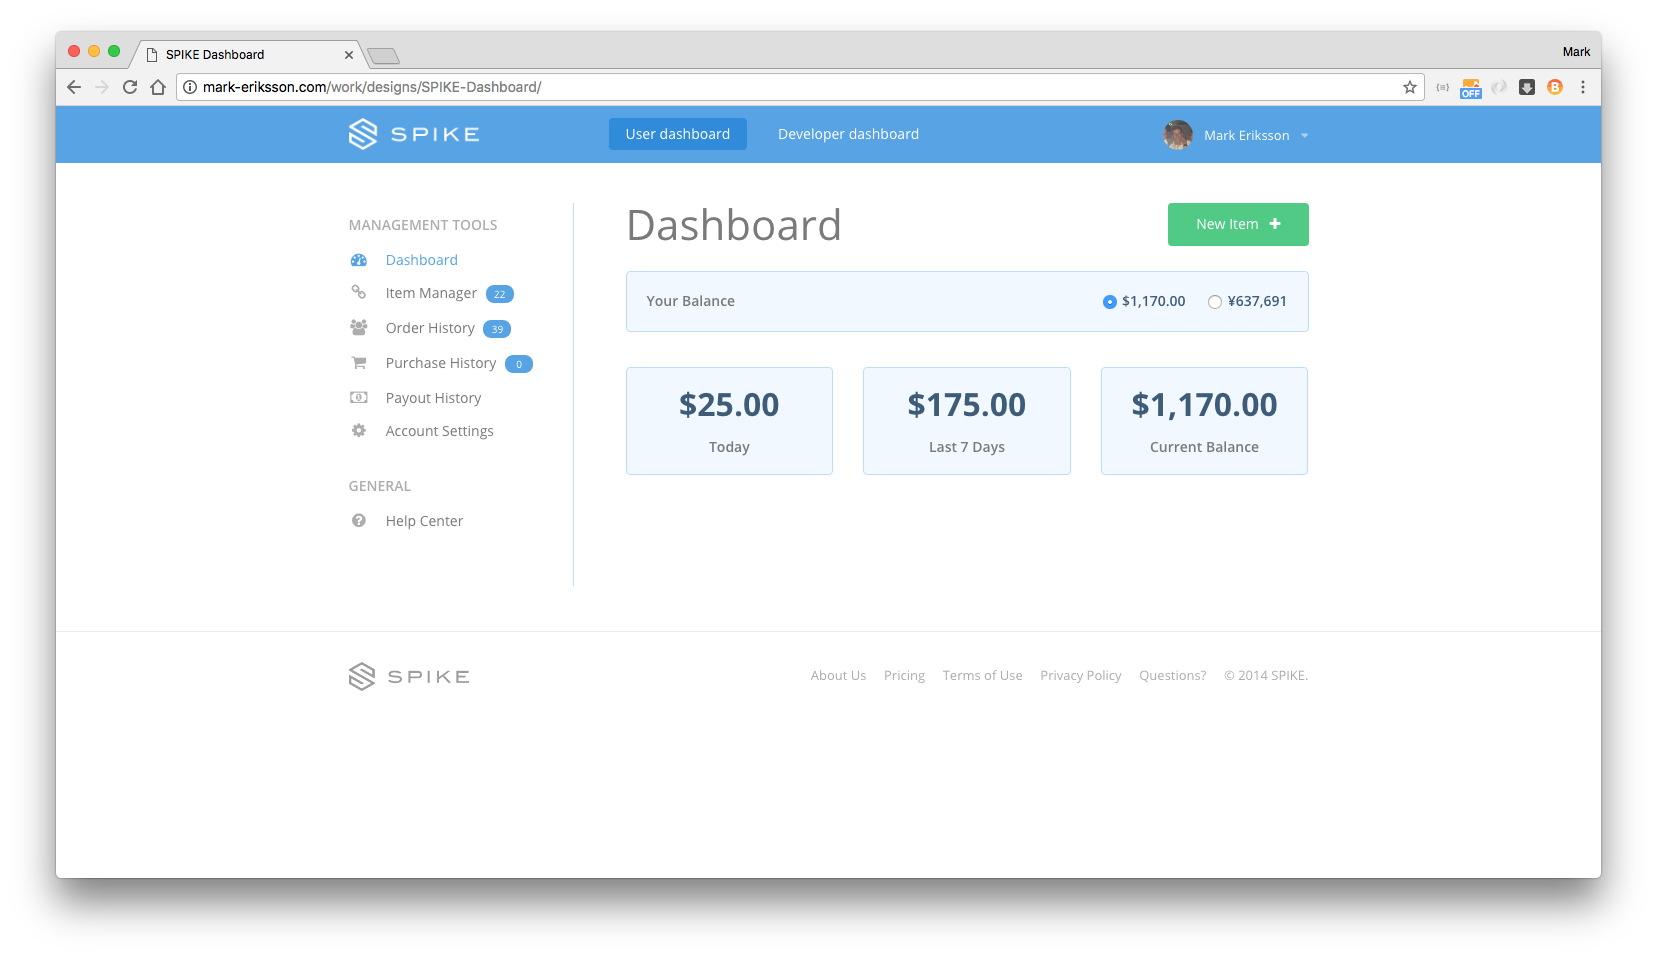 SPIKE Dashboard
Mark
mark-eriksson.com/work/designs/SPIKE-Dashboard/
OFF
B
SPIKE
User dashboard
Developer dashboard
Mark Eriksson
MANAGEMENT TOOLS
Dashboard
Item Manager 22
Order History 39
Purchase History 0
Payout History
Account Settings
GENERAL
Help Center
Dashboard
New Item
Your Balance
$1,170.00
¥637,691
$25.00
Today
$175.00
Last 7 Days
$1,170.00
Current Balance
SPIKE
About Us Pricing Terms of Use Privacy Policy Questions? © 2014 SPIKE.